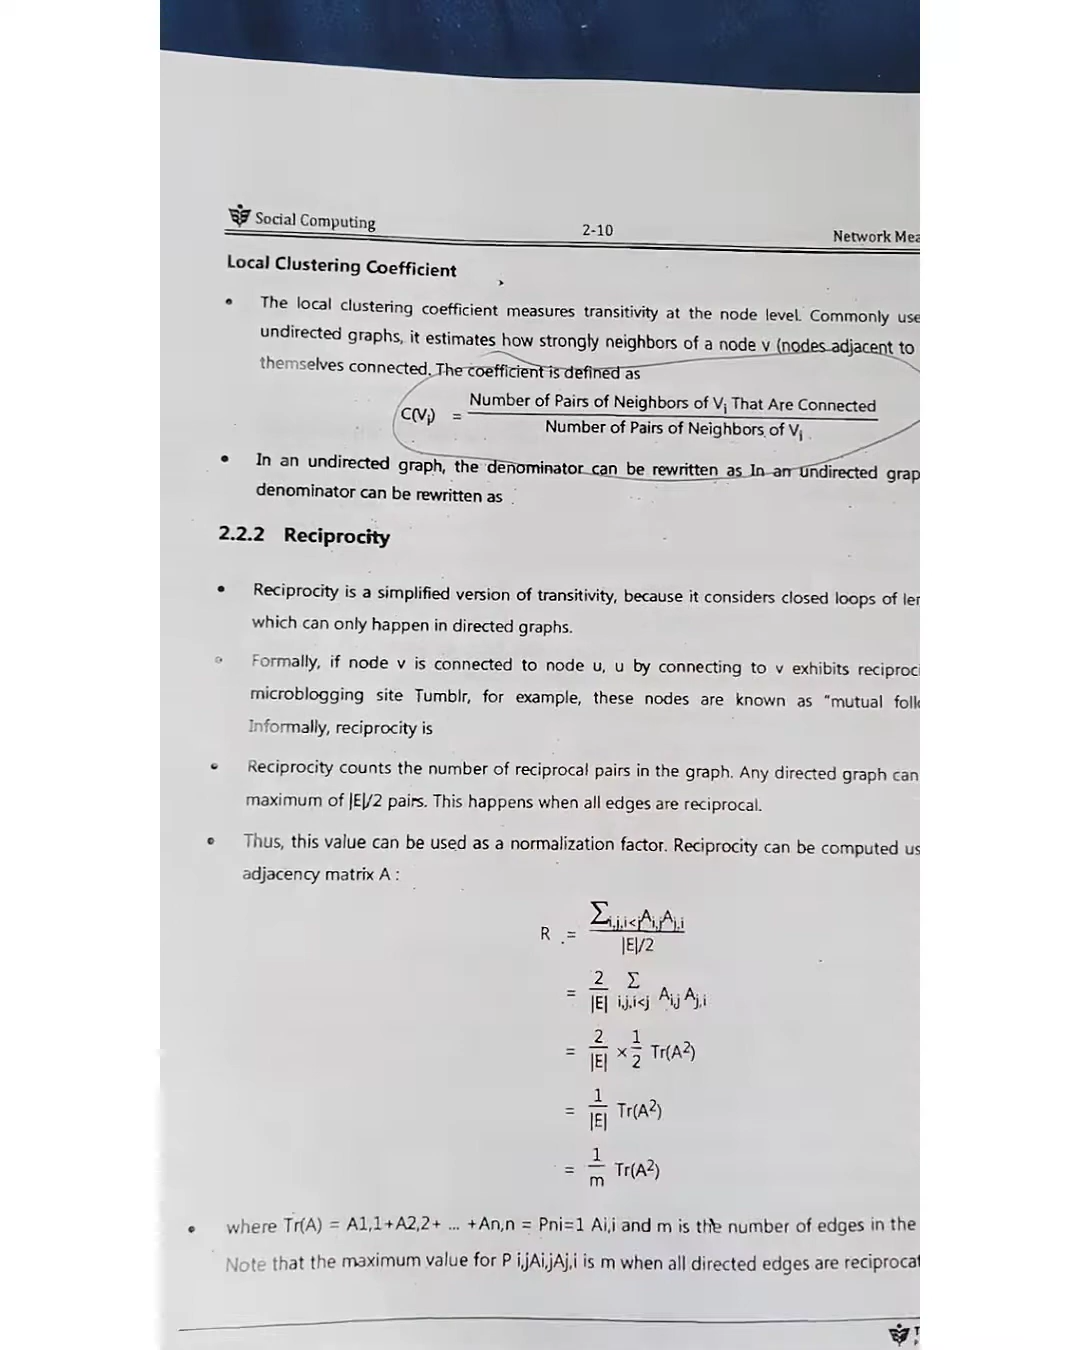 Social Computing 2-10 Network Mea
Local Clustering Coefficient
• The local clustering coefficient measures transitivity at the node level. Commonly use
undirected graphs, it estimates how strongly neighbors of a node v (nodes adjacent to
themselves connected. The coefficient is defined as
C(Vi) = Number of Pairs of Neighbors of Vi That Are Connected
Number of Pairs of Neighbors of Vi
• In an undirected graph, the denominator can be rewritten as In an undirected grap
denominator can be rewritten as
2.2.2 Reciprocity
• Reciprocity is a simplified version of transitivity, because it considers closed loops of len
which can only happen in directed graphs.
• Formally, if node v is connected to node u, u by connecting to v exhibits reciproci
microblogging site Tumblr, for example, these nodes are known as "mutual follo
Informally, reciprocity is
• Reciprocity counts the number of reciprocal pairs in the graph. Any directed graph can
maximum of |E|/2 pairs. This happens when all edges are reciprocal.
• Thus, this value can be used as a normalization factor. Reciprocity can be computed us
adjacency matrix A :
R = ∑i,j,i<j Ai,jAj,i
|E|/2
= 2/|E| ∑ i,j,i<j Ai,j Aj,i
= 2/|E| × 1/2 Tr(A²)
= 1/|E| Tr(A²)
= 1/m Tr(A²)
• where Tr(A) = A1,1+A2,2+ ... +An,n = Pni=1 Ai,i and m is the number of edges in the
Note that the maximum value for P i,jAi,jAj,i is m when all directed edges are reciprocat